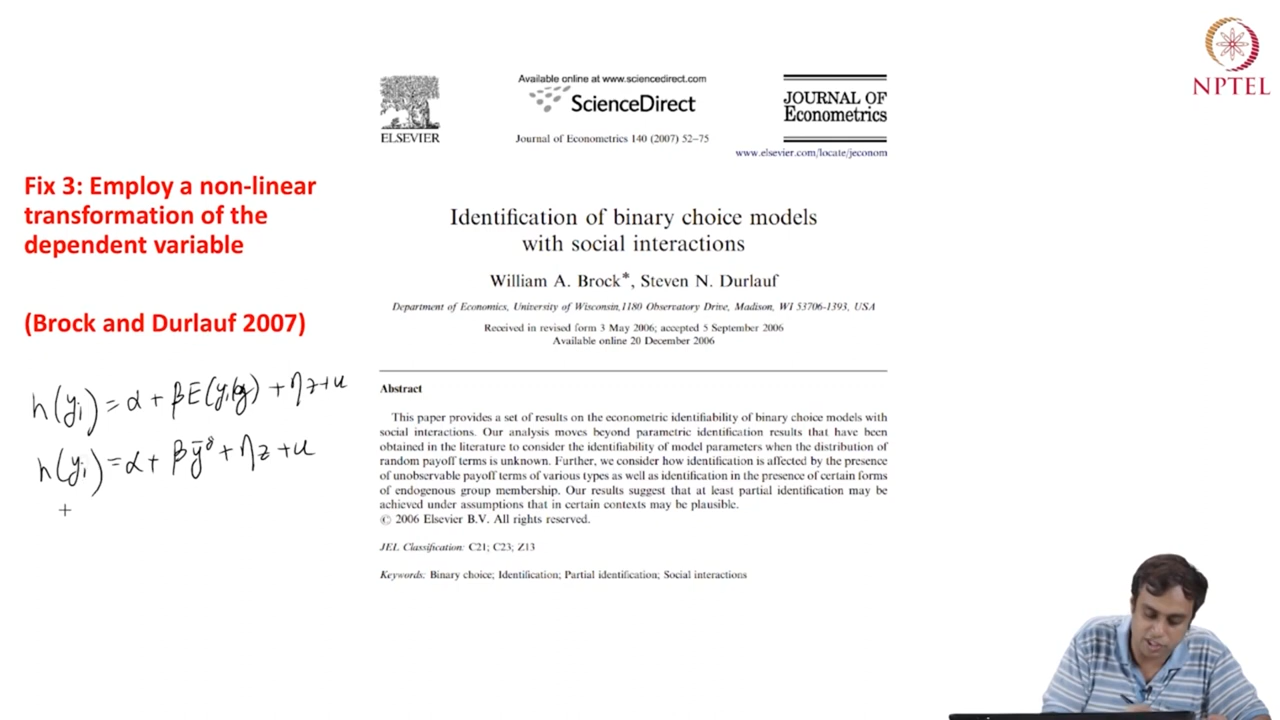 NPTEL
Fix 3: Employ a non-linear
transformation of the
dependent variable
(Brock and Durlauf 2007)
h(yi) = α + βE(yi|g) + ηz + u
h(yi) = α + βȳᵍ + ηz + u
+
ELSEVIER
Available online at www.sciencedirect.com
ScienceDirect
Journal of Econometrics 140 (2007) 52–75
JOURNAL OF
Econometrics
www.elsevier.com/locate/jeconom
Identification of binary choice models
with social interactions
William A. Brock*, Steven N. Durlauf
Department of Economics, University of Wisconsin,1180 Observatory Drive, Madison, WI 53706-1393, USA
Received in revised form 3 May 2006; accepted 5 September 2006
Available online 20 December 2006
Abstract
This paper provides a set of results on the econometric identifiability of binary choice models with
social interactions. Our analysis moves beyond parametric identification results that have been
obtained in the literature to consider the identifiability of model parameters when the distribution of
random payoff terms is unknown. Further, we consider how identification is affected by the presence
of unobservable payoff terms of various types as well as identification in the presence of certain forms
of endogenous group membership. Our results suggest that at least partial identification may be
achieved under assumptions that in certain contexts may be plausible.
© 2006 Elsevier B.V. All rights reserved.
JEL Classification: C21; C23; Z13
Keywords: Binary choice; Identification; Partial identification; Social interactions